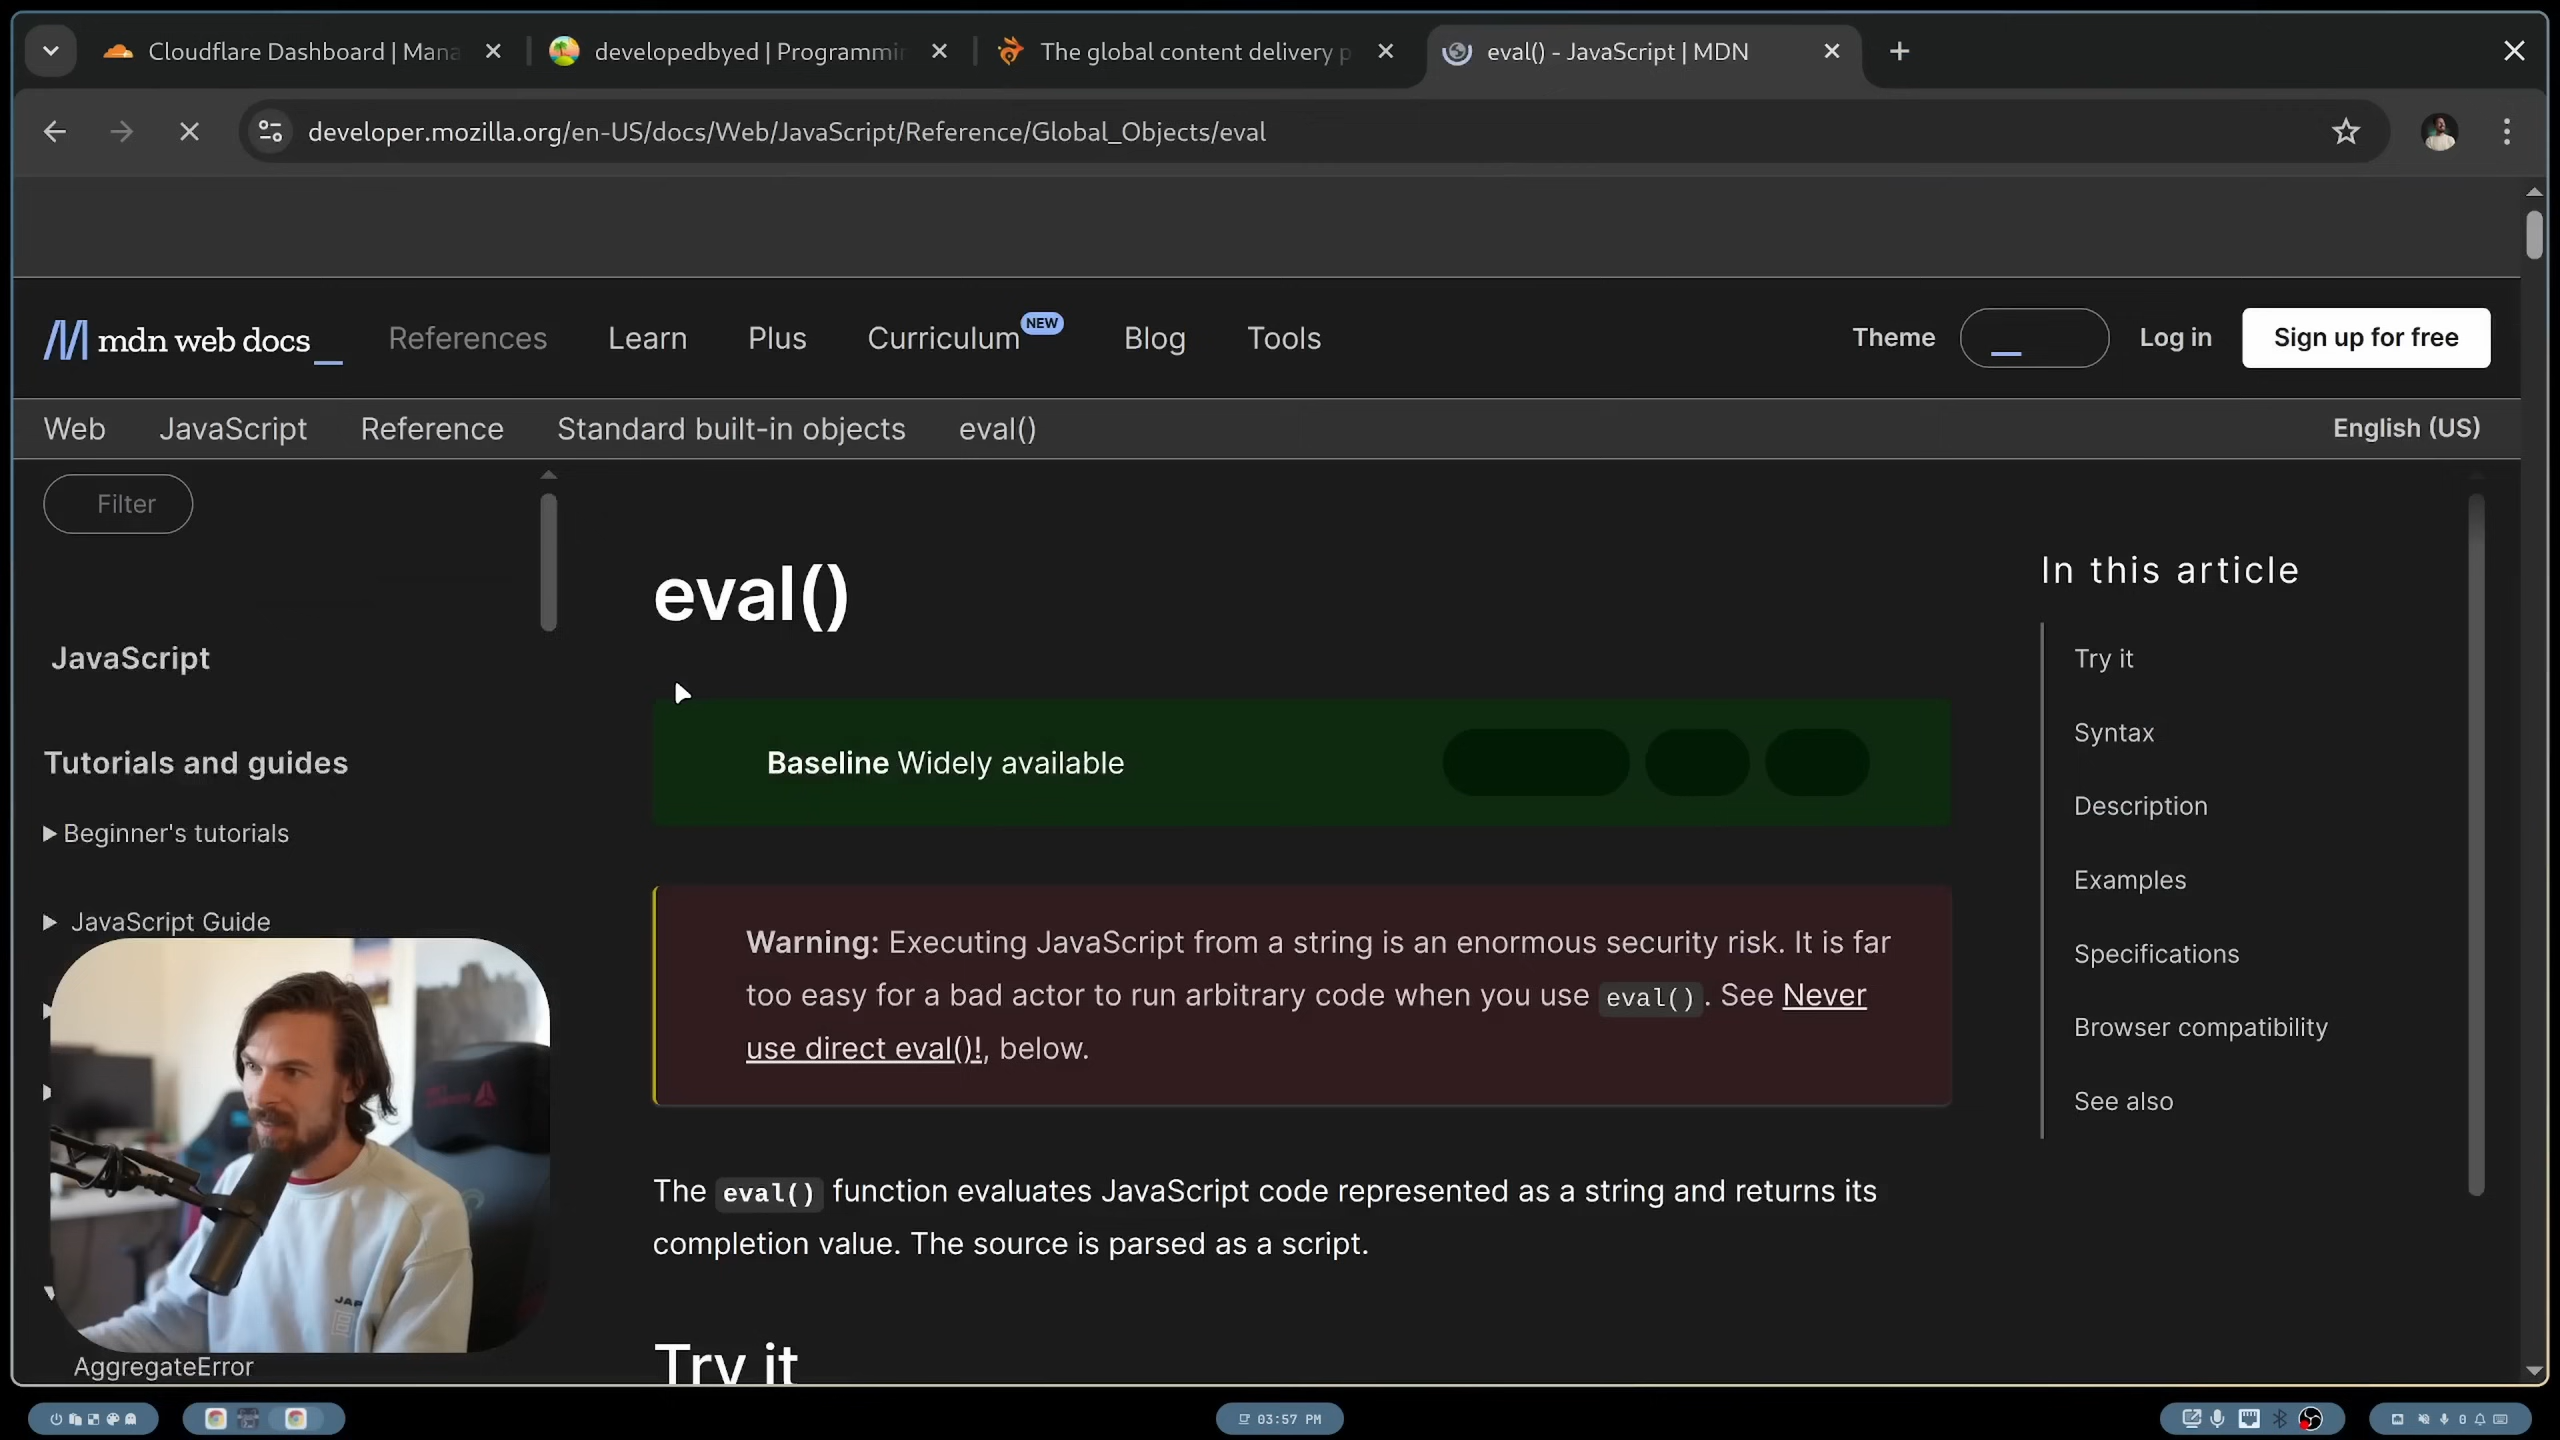 Cloudflare Dashboard | Mana
developedbyed | Programmin
The global content delivery p
eval() - JavaScript | MDN
developer.mozilla.org/en-US/docs/Web/JavaScript/Reference/Global_Objects/eval
mdn web docs_
References
Learn
Plus
Curriculum
NEW
Blog
Tools
Theme
Log in
Sign up for free
Web
JavaScript
Reference
Standard built-in objects
eval()
English (US)
Filter
JavaScript
Tutorials and guides
Beginner's tutorials
JavaScript Guide
AggregateError
eval()
Baseline Widely available
Warning: Executing JavaScript from a string is an enormous security risk. It is far
too easy for a bad actor to run arbitrary code when you use eval(). See Never
use direct eval()!, below.
The eval() function evaluates JavaScript code represented as a string and returns its
completion value. The source is parsed as a script.
Try it
In this article
Try it
Syntax
Description
Examples
Specifications
Browser compatibility
See also
JAP
03:57 PM
0